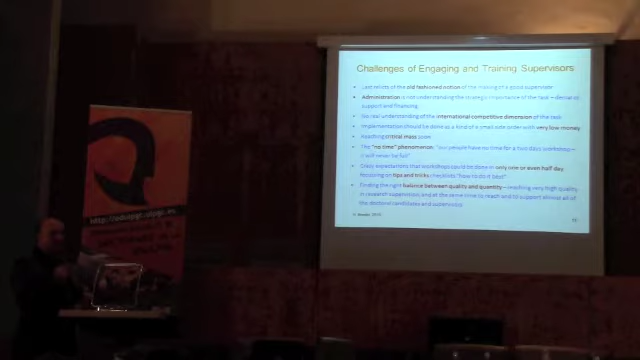 Challenges of Engaging and Training Supervisors
of the old fashioned notion of the making of a good supervisor
Administration is not understanding the strategic importance of the task – demands
support and financing
No real understanding of the international competitive dimension of the task
Implementation should be done as a kind of a small side order with very low money
Reaching critical mass
The "no time" phenomenon: "our people have no time for a two days workshop –
it will never be full"
Crazy expectations that workshops could be done in only one or even half day
focusing on tips and tricks checklists "how to do it best"
Finding the right balance between quality and quantity – reaching very high quality
in research supervision, and at the same time to reach and to support almost all of
the doctoral candidates and supervisors